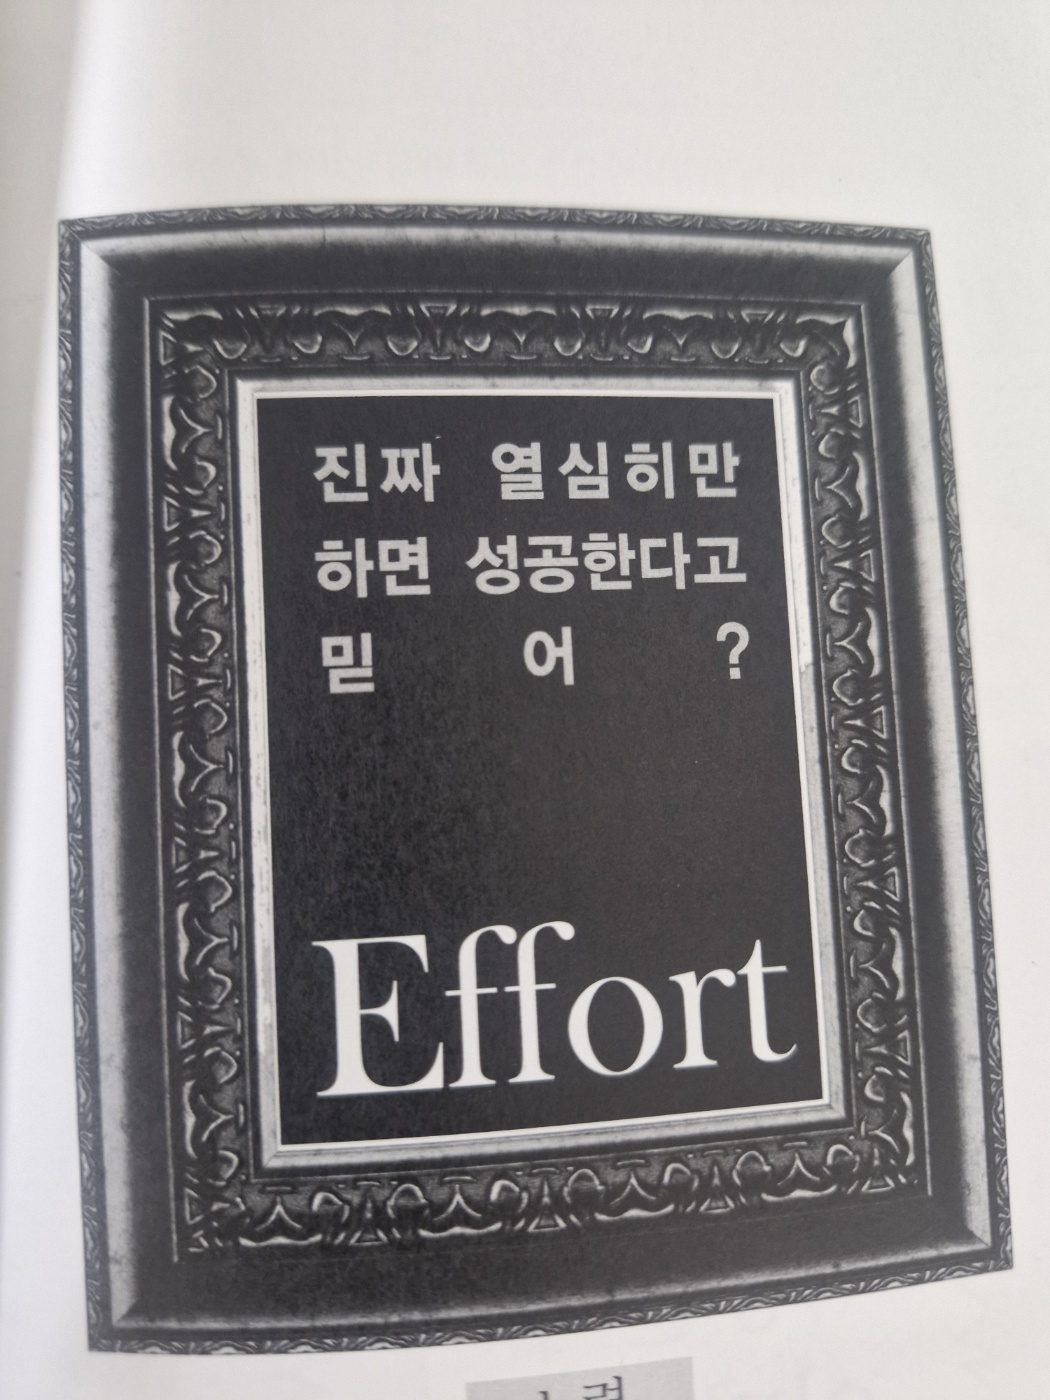 진짜 열심히만
하면 성공한다고
믿어?
Effort